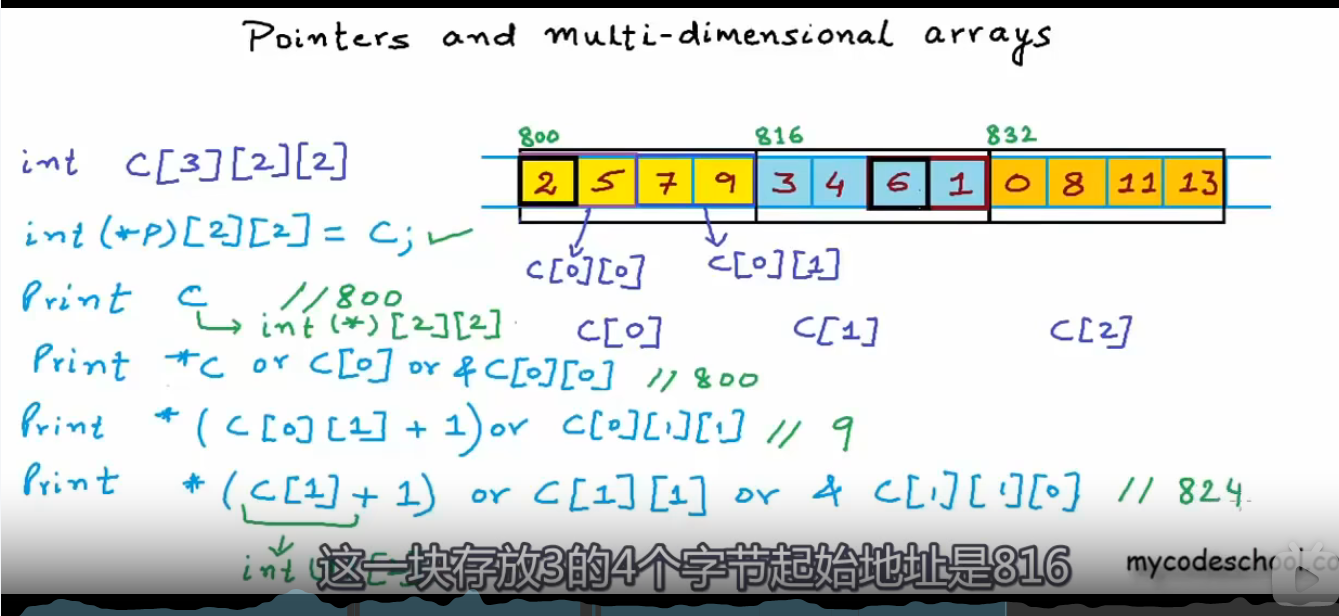 Pointers and multi-dimensional arrays
800 816 832
int C[3][2][2]
2 5 7 9 3 4 6 1 0 8 11 13
int (*P)[2][2] = C; ✓
C[0][0] C[0][1]
Print C //800
int (*)[2][2]
C[0] C[1] C[2]
Print *C or C[0] or &C[0][0] // 800
Print *(C[0][1] + 1) or C[0][1][1] // 9
Print *(C[1] + 1) or C[1][1] or & C[1][1][0] // 824
int
这一块存放3的4个字节起始地址是816
mycodeschool.co